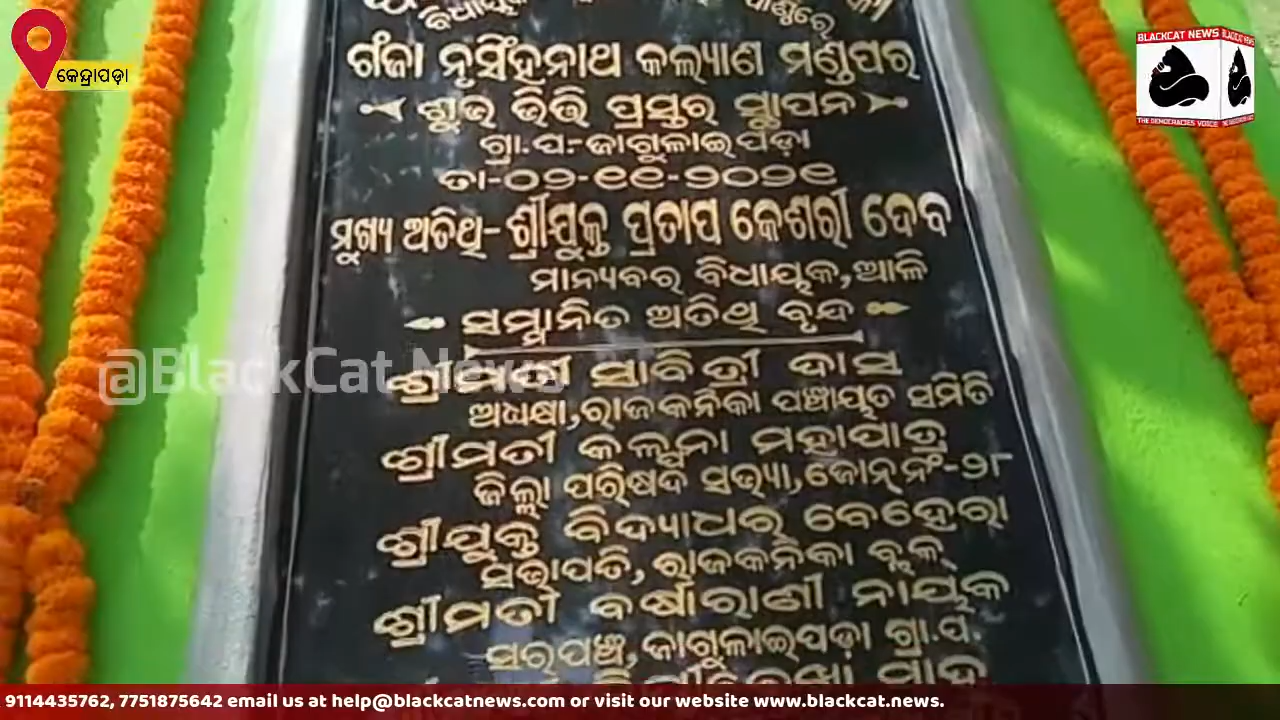 ବିଧାୟକ
କେନ୍ଦ୍ରାପଡ଼ା
BLACKCAT NEWS
THE DEMOCRACIES VOICE
ଗଁଜା ନୃସିଂହନାଥ କଲ୍ୟାଣ ମଣ୍ଡପର
ଶୁଭ ଭିତ୍ତି ପ୍ରସ୍ତର ସ୍ଥାପନ
ଗ୍ରା.ପ.-ଜାଗୁଳାଇପଡ଼ା
ତା-୦୨-୧୧-୨୦୨୧
ମୁଖ୍ୟ ଅତିଥି-ଶ୍ରୀଯୁକ୍ତ ପ୍ରତାପ କେଶରୀ ଦେବ
ମାନ୍ୟବର ବିଧାୟକ,ଆଳି
ସମ୍ମାନିତ ଅତିଥି ବୃନ୍ଦ
@BlackCat News
ଶ୍ରୀମତୀ ସାବିତ୍ରୀ ଦାସ
ଅଧକ୍ଷା,ରାଜକନିକା ପଞ୍ଚାୟତ ସମିତି
ଶ୍ରୀମତୀ କଳ୍ପନା ମହାପାତ୍ର
ଜିଲ୍ଲା ପରିଷଦ ସଭ୍ୟା,ଜୋନ୍ ନଂ-୨୮
ଶ୍ରୀଯୁକ୍ତ ବିଦ୍ୟାଧର ବେହେରା
ସଭାପତି,ରାଜକନିକା ବ୍ଲକ୍
ଶ୍ରୀମତୀ ବର୍ଷାରାଣୀ ନାୟକ
ସରପଞ୍ଚ,ଜାଗୁଳାଇପଡ଼ା ଗ୍ରା.ପ.
9114435762, 7751875642 email us at help@blackcatnews.com or visit our website www.blackcat.news.